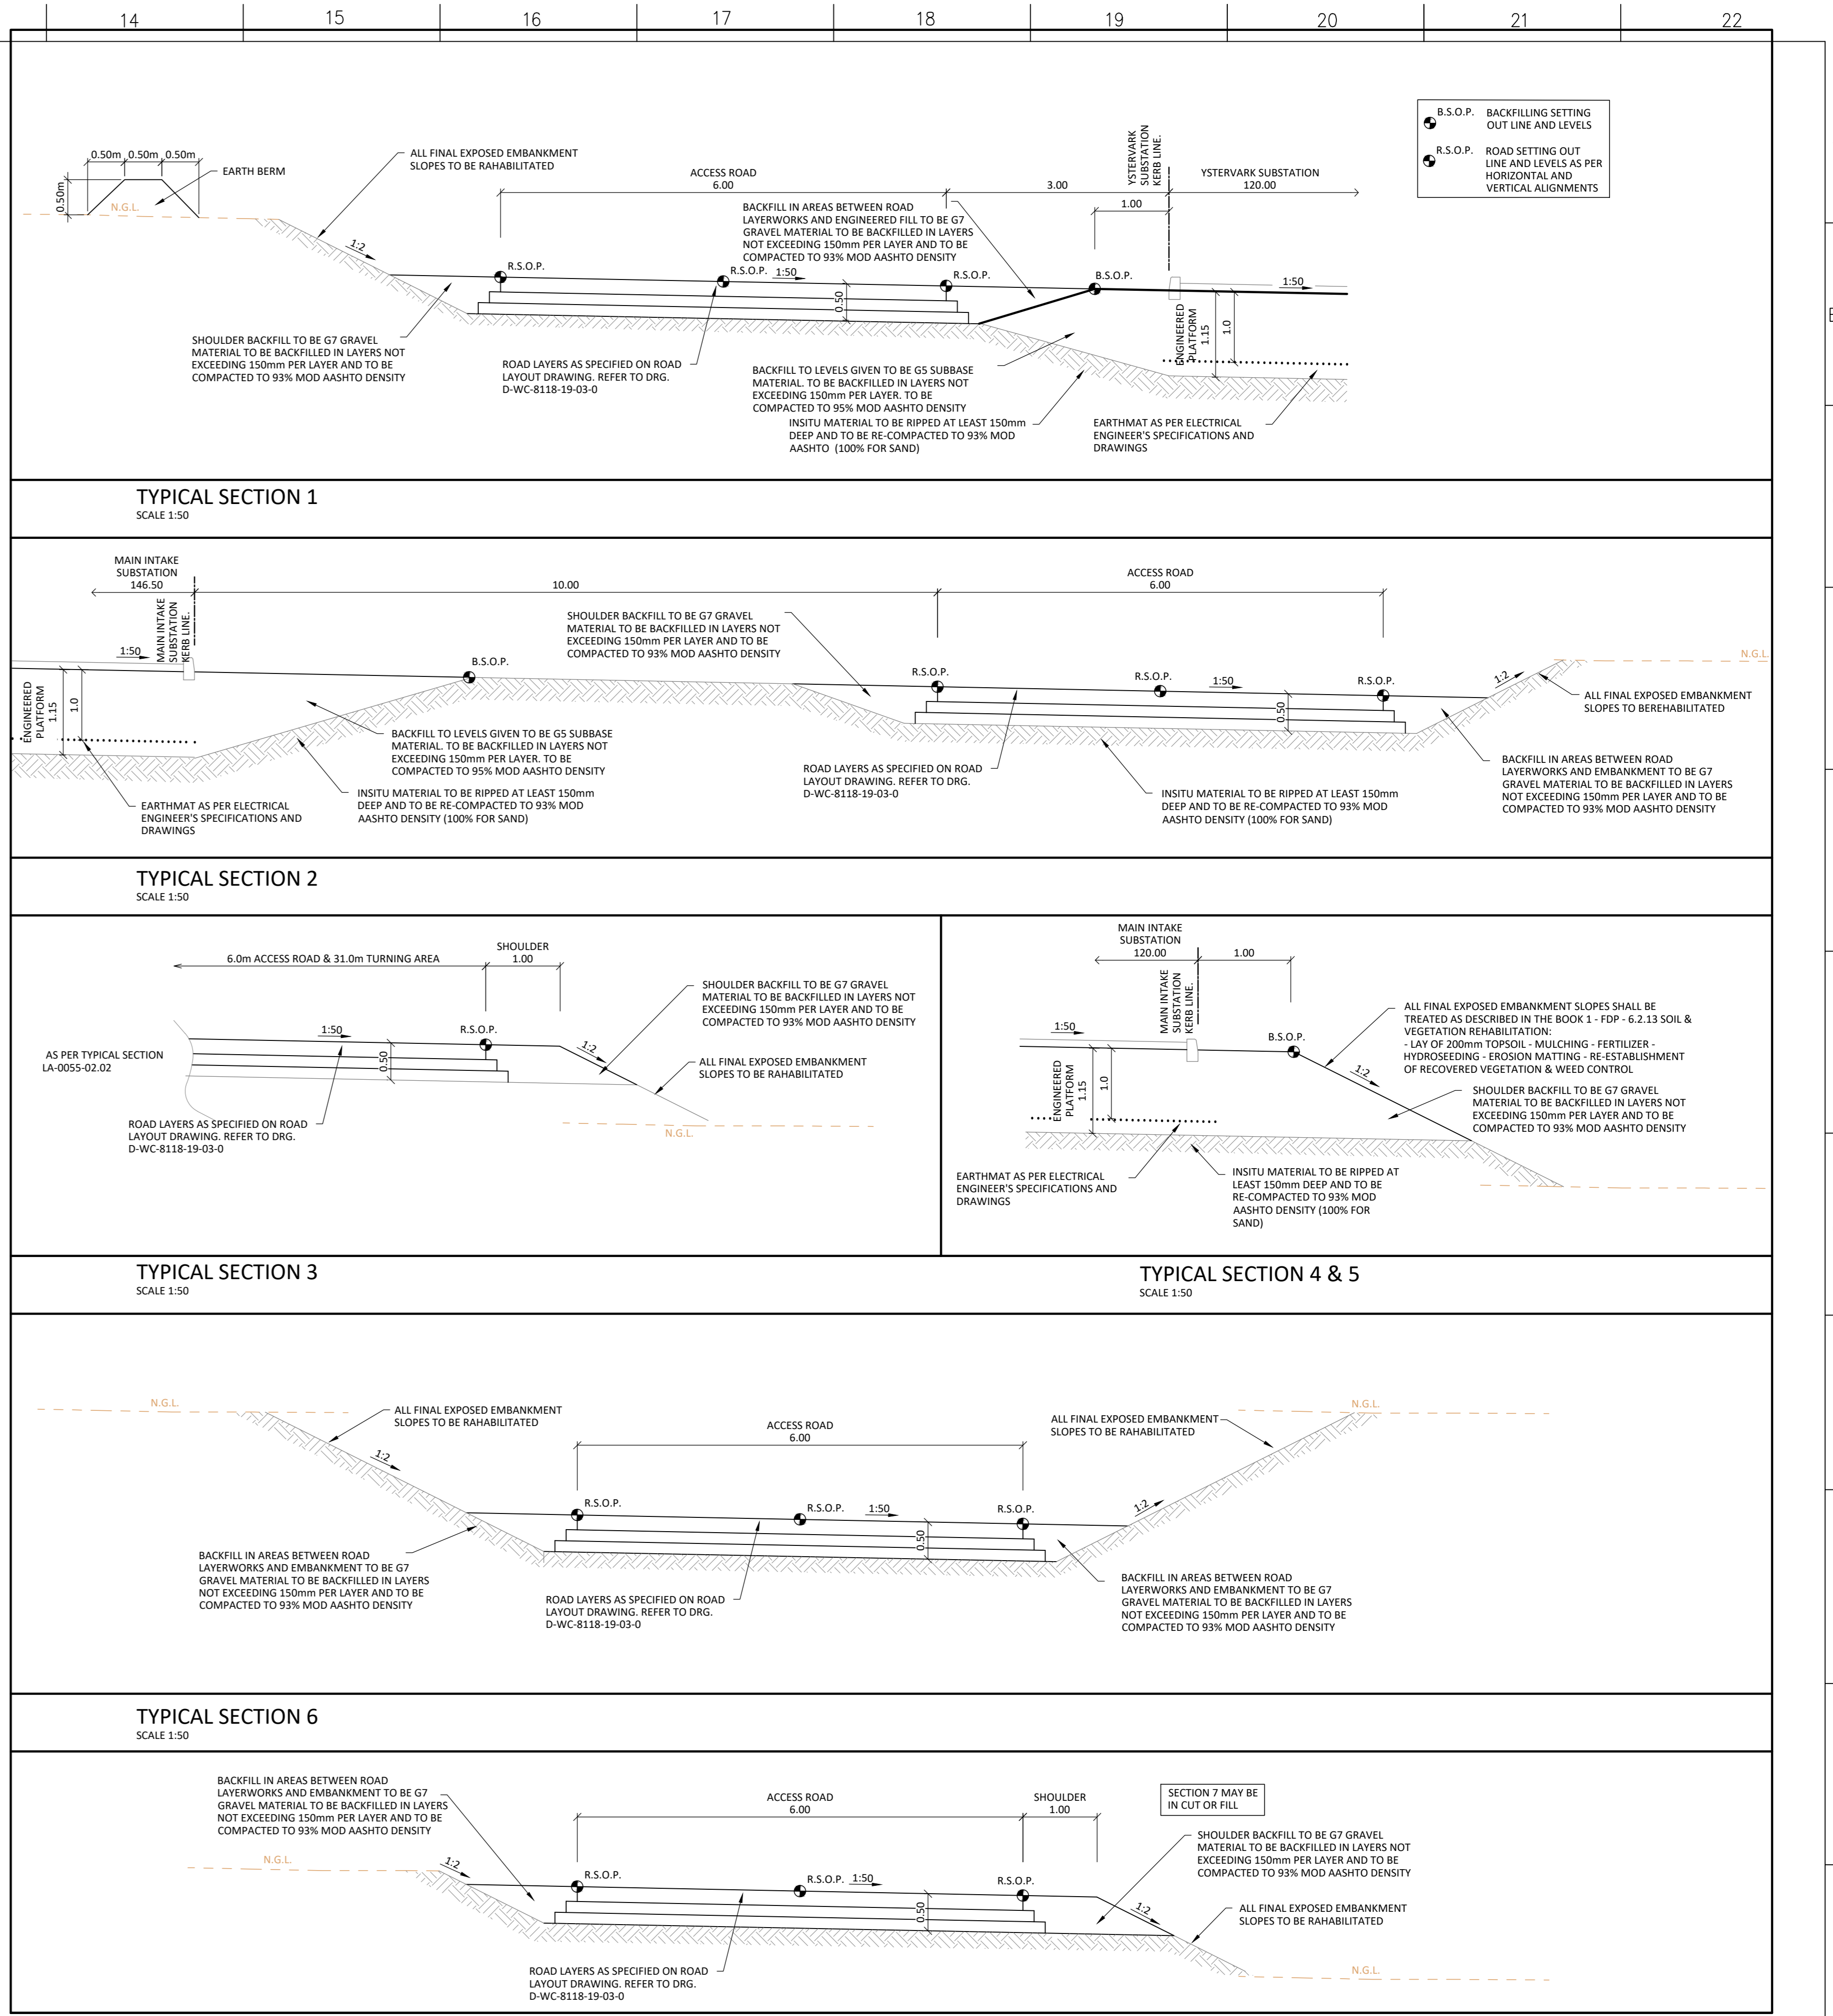 14
15
16
17
18
19
20
21
22
B.S.O.P.
BACKFILLING SETTING
OUT LINE AND LEVELS
R.S.O.P.
ROAD SETTING OUT
LINE AND LEVELS AS PER
HORIZONTAL AND
VERTICAL ALIGNMENTS
0.50m
0.50m
0.50m
0.50m
EARTH BERM
N.G.L.
ALL FINAL EXPOSED EMBANKMENT
SLOPES TO BE RAHABILITATED
1:2
ACCESS ROAD
6.00
3.00
YSTERVARK
SUBSTATION
KERB LINE.
YSTERVARK SUBSTATION
120.00
1.00
BACKFILL IN AREAS BETWEEN ROAD
LAYERWORKS AND ENGINEERED FILL TO BE G7
GRAVEL MATERIAL TO BE BACKFILLED IN LAYERS
NOT EXCEEDING 150mm PER LAYER AND TO BE
COMPACTED TO 93% MOD AASHTO DENSITY
R.S.O.P.
R.S.O.P.
1:50
R.S.O.P.
B.S.O.P.
1:50
0.50
ENGINEERED
PLATFORM
1.15
1.0
SHOULDER BACKFILL TO BE G7 GRAVEL
MATERIAL TO BE BACKFILLED IN LAYERS NOT
EXCEEDING 150mm PER LAYER AND TO BE
COMPACTED TO 93% MOD AASHTO DENSITY
ROAD LAYERS AS SPECIFIED ON ROAD
LAYOUT DRAWING. REFER TO DRG.
D-WC-8118-19-03-0
BACKFILL TO LEVELS GIVEN TO BE G5 SUBBASE
MATERIAL. TO BE BACKFILLED IN LAYERS NOT
EXCEEDING 150mm PER LAYER. TO BE
COMPACTED TO 95% MOD AASHTO DENSITY
INSITU MATERIAL TO BE RIPPED AT LEAST 150mm
DEEP AND TO BE RE-COMPACTED TO 93% MOD
AASHTO (100% FOR SAND)
EARTHMAT AS PER ELECTRICAL
ENGINEER'S SPECIFICATIONS AND
DRAWINGS
TYPICAL SECTION 1
SCALE 1:50
MAIN INTAKE
SUBSTATION
146.50
MAIN INTAKE
SUBSTATION
KERB LINE.
10.00
ACCESS ROAD
6.00
1:50
B.S.O.P.
SHOULDER BACKFILL TO BE G7 GRAVEL
MATERIAL TO BE BACKFILLED IN LAYERS NOT
EXCEEDING 150mm PER LAYER AND TO BE
COMPACTED TO 93% MOD AASHTO DENSITY
R.S.O.P.
R.S.O.P.
1:50
R.S.O.P.
0.50
1:2
N.G.L.
ALL FINAL EXPOSED EMBANKMENT
SLOPES TO BEREHABILITATED
ENGINEERED
PLATFORM
1.15
1.0
BACKFILL TO LEVELS GIVEN TO BE G5 SUBBASE
MATERIAL. TO BE BACKFILLED IN LAYERS NOT
EXCEEDING 150mm PER LAYER. TO BE
COMPACTED TO 95% MOD AASHTO DENSITY
INSITU MATERIAL TO BE RIPPED AT LEAST 150mm
DEEP AND TO BE RE-COMPACTED TO 93% MOD
AASHTO DENSITY (100% FOR SAND)
EARTHMAT AS PER ELECTRICAL
ENGINEER'S SPECIFICATIONS AND
DRAWINGS
ROAD LAYERS AS SPECIFIED ON ROAD
LAYOUT DRAWING. REFER TO DRG.
D-WC-8118-19-03-0
INSITU MATERIAL TO BE RIPPED AT LEAST 150mm
DEEP AND TO BE RE-COMPACTED TO 93% MOD
AASHTO DENSITY (100% FOR SAND)
BACKFILL IN AREAS BETWEEN ROAD
LAYERWORKS AND EMBANKMENT TO BE G7
GRAVEL MATERIAL TO BE BACKFILLED IN LAYERS
NOT EXCEEDING 150mm PER LAYER AND TO BE
COMPACTED TO 93% MOD AASHTO DENSITY
TYPICAL SECTION 2
SCALE 1:50
6.0m ACCESS ROAD & 31.0m TURNING AREA
SHOULDER
1.00
AS PER TYPICAL SECTION
LA-0055-02.02
1:50
R.S.O.P.
0.50
1:2
SHOULDER BACKFILL TO BE G7 GRAVEL
MATERIAL TO BE BACKFILLED IN LAYERS NOT
EXCEEDING 150mm PER LAYER AND TO BE
COMPACTED TO 93% MOD AASHTO DENSITY
ALL FINAL EXPOSED EMBANKMENT
SLOPES TO BE RAHABILITATED
ROAD LAYERS AS SPECIFIED ON ROAD
LAYOUT DRAWING. REFER TO DRG.
D-WC-8118-19-03-0
N.G.L.
MAIN INTAKE
SUBSTATION
120.00
1.00
MAIN INTAKE
SUBSTATION
KERB LINE.
1:50
B.S.O.P.
1:2
ENGINEERED
PLATFORM
1.15
1.0
ALL FINAL EXPOSED EMBANKMENT SLOPES SHALL BE
TREATED AS DESCRIBED IN THE BOOK 1 - FDP - 6.2.13 SOIL &
VEGETATION REHABILITATION:
- LAY OF 200mm TOPSOIL - MULCHING - FERTILIZER -
HYDROSEEDING - EROSION MATTING - RE-ESTABLISHMENT
OF RECOVERED VEGETATION & WEED CONTROL
SHOULDER BACKFILL TO BE G7 GRAVEL
MATERIAL TO BE BACKFILLED IN LAYERS NOT
EXCEEDING 150mm PER LAYER AND TO BE
COMPACTED TO 93% MOD AASHTO DENSITY
EARTHMAT AS PER ELECTRICAL
ENGINEER'S SPECIFICATIONS AND
DRAWINGS
INSITU MATERIAL TO BE RIPPED AT
LEAST 150mm DEEP AND TO BE
RE-COMPACTED TO 93% MOD
AASHTO DENSITY (100% FOR
SAND)
TYPICAL SECTION 3
SCALE 1:50
TYPICAL SECTION 4 & 5
SCALE 1:50
N.G.L.
ALL FINAL EXPOSED EMBANKMENT
SLOPES TO BE RAHABILITATED
1:2
ACCESS ROAD
6.00
ALL FINAL EXPOSED EMBANKMENT
SLOPES TO BE RAHABILITATED
N.G.L.
R.S.O.P.
R.S.O.P.
1:50
R.S.O.P.
1:2
0.50
BACKFILL IN AREAS BETWEEN ROAD
LAYERWORKS AND EMBANKMENT TO BE G7
GRAVEL MATERIAL TO BE BACKFILLED IN LAYERS
NOT EXCEEDING 150mm PER LAYER AND TO BE
COMPACTED TO 93% MOD AASHTO DENSITY
ROAD LAYERS AS SPECIFIED ON ROAD
LAYOUT DRAWING. REFER TO DRG.
D-WC-8118-19-03-0
BACKFILL IN AREAS BETWEEN ROAD
LAYERWORKS AND EMBANKMENT TO BE G7
GRAVEL MATERIAL TO BE BACKFILLED IN LAYERS
NOT EXCEEDING 150mm PER LAYER AND TO BE
COMPACTED TO 93% MOD AASHTO DENSITY
TYPICAL SECTION 6
SCALE 1:50
BACKFILL IN AREAS BETWEEN ROAD
LAYERWORKS AND EMBANKMENT TO BE G7
GRAVEL MATERIAL TO BE BACKFILLED IN LAYERS
NOT EXCEEDING 150mm PER LAYER AND TO BE
COMPACTED TO 93% MOD AASHTO DENSITY
ACCESS ROAD
6.00
SHOULDER
1.00
SECTION 7 MAY BE
IN CUT OR FILL
N.G.L.
1:2
R.S.O.P.
R.S.O.P.
1:50
R.S.O.P.
0.50
1:2
SHOULDER BACKFILL TO BE G7 GRAVEL
MATERIAL TO BE BACKFILLED IN LAYERS NOT
EXCEEDING 150mm PER LAYER AND TO BE
COMPACTED TO 93% MOD AASHTO DENSITY
ALL FINAL EXPOSED EMBANKMENT
SLOPES TO BE RAHABILITATED
ROAD LAYERS AS SPECIFIED ON ROAD
LAYOUT DRAWING. REFER TO DRG.
D-WC-8118-19-03-0
N.G.L.